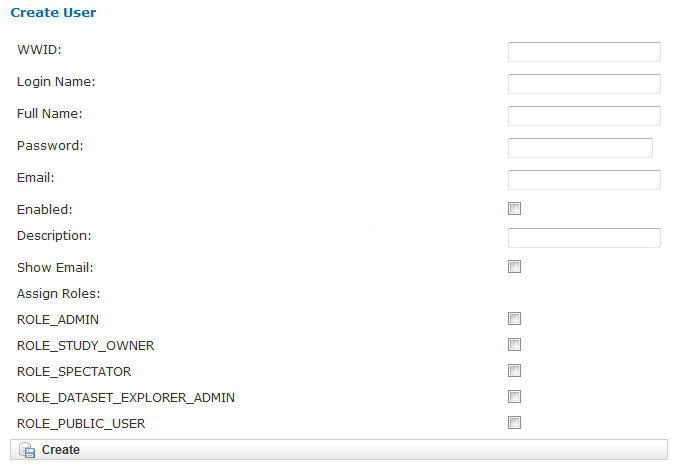 Create User
WWID:
Login Name:
Full Name:
Password:
Email:
Enabled:
Description:
Show Email:
Assign Roles:
ROLE_ADMIN
ROLE_STUDY_OWNER
ROLE_SPECTATOR
ROLE_DATASET_EXPLORER_ADMIN
ROLE_PUBLIC_USER
Create